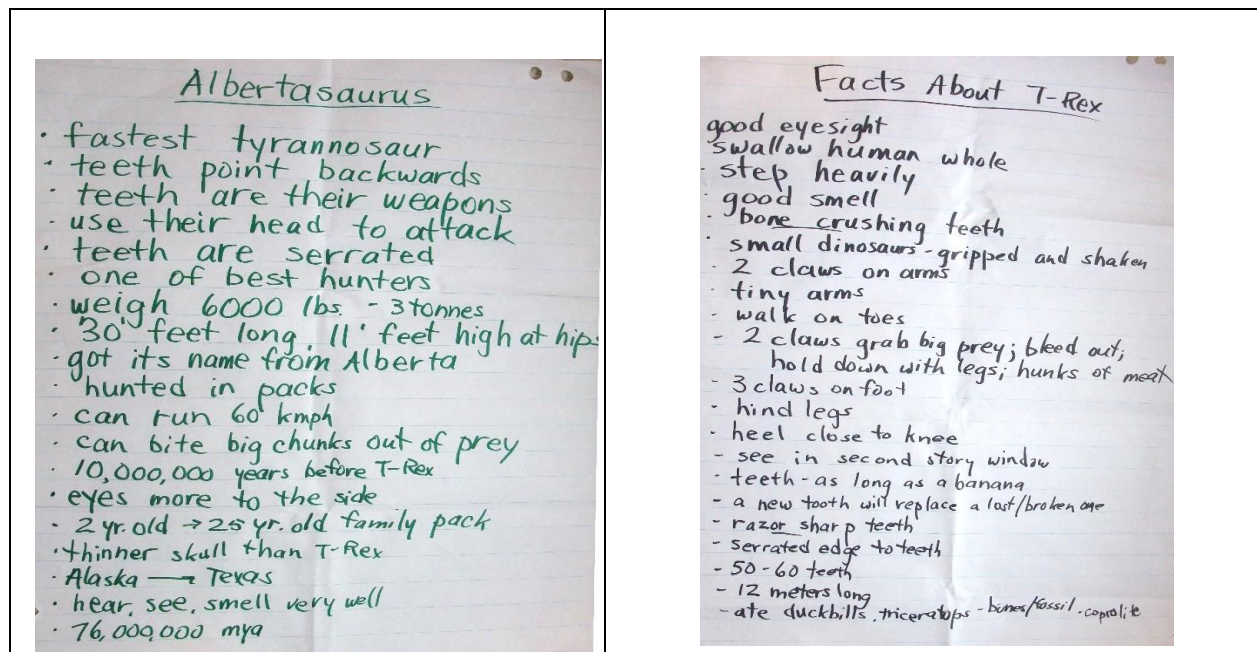 Albertasaurus
· fastest tyrannosaur
· teeth point backwards
· teeth are their weapons
· use their head to attack
· teeth are serrated
· one of best hunters
· weigh 6000 lbs. - 3 tonnes
· 30' feet long, 11' feet high at hips
· got its name from Alberta
· hunted in packs
· can run 60 kmph
· can bite big chunks out of prey
· 10,000,000 years before T-Rex
· eyes more to the side
· 2 yr. old → 25 yr. old family pack
· thinner skull than T-Rex
· Alaska → Texas
· hear, see, smell very well
· 76,000,000 mya
Facts About T-Rex
good eyesight
swallow human whole
- step heavily
· good smell
· bone crushing teeth
· small dinosaurs - gripped and shaken
· 2 claws on arms
- tiny arms
- walk on toes
- 2 claws grab big prey; bleed out;
hold down with legs; hunks of meat
- 3 claws on foot
- hind legs
- heel close to knee
- see in second story window
- teeth - as long as a banana
- a new tooth will replace a lost/broken one
- razor sharp teeth
- serrated edge to teeth
- 50 - 60 teeth
- 12 meters long
- ate duckbills, triceratops - bones/fossil . coprolite